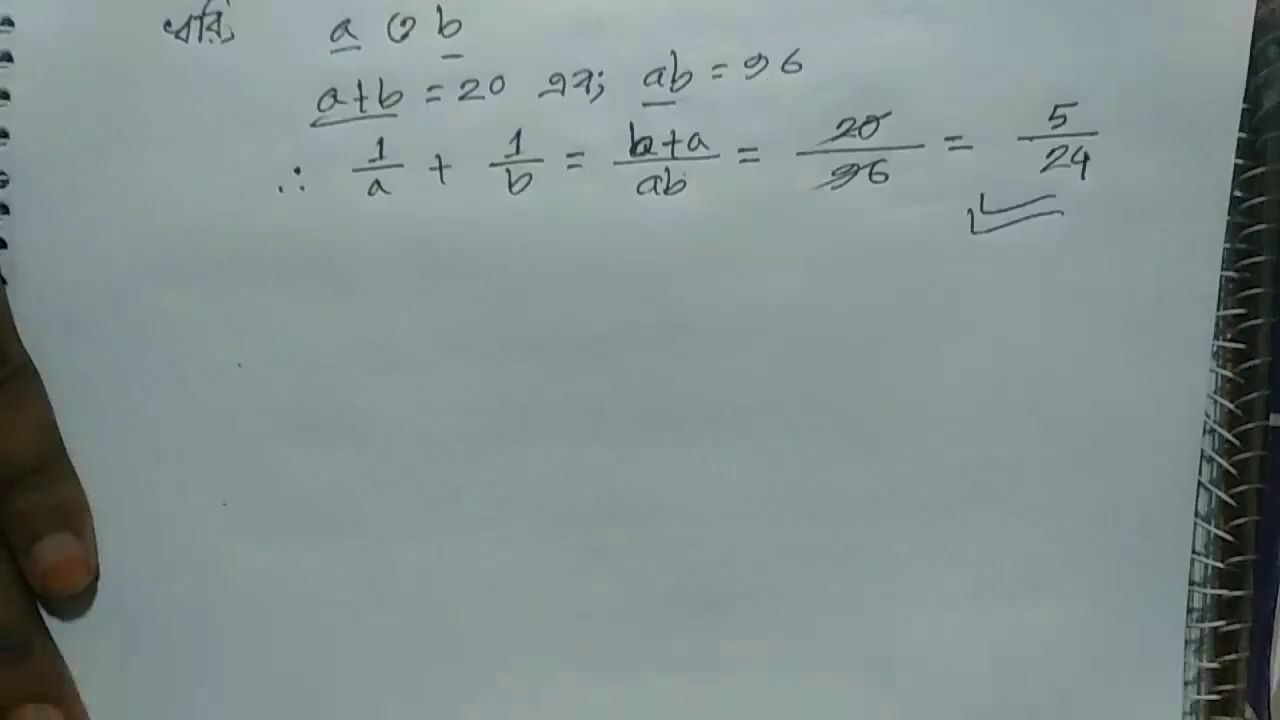 ধরি, a ও b
a+b = 20 এবং ab = 96
∴ 1/a + 1/b = b+a/ab = 20/96 = 5/24